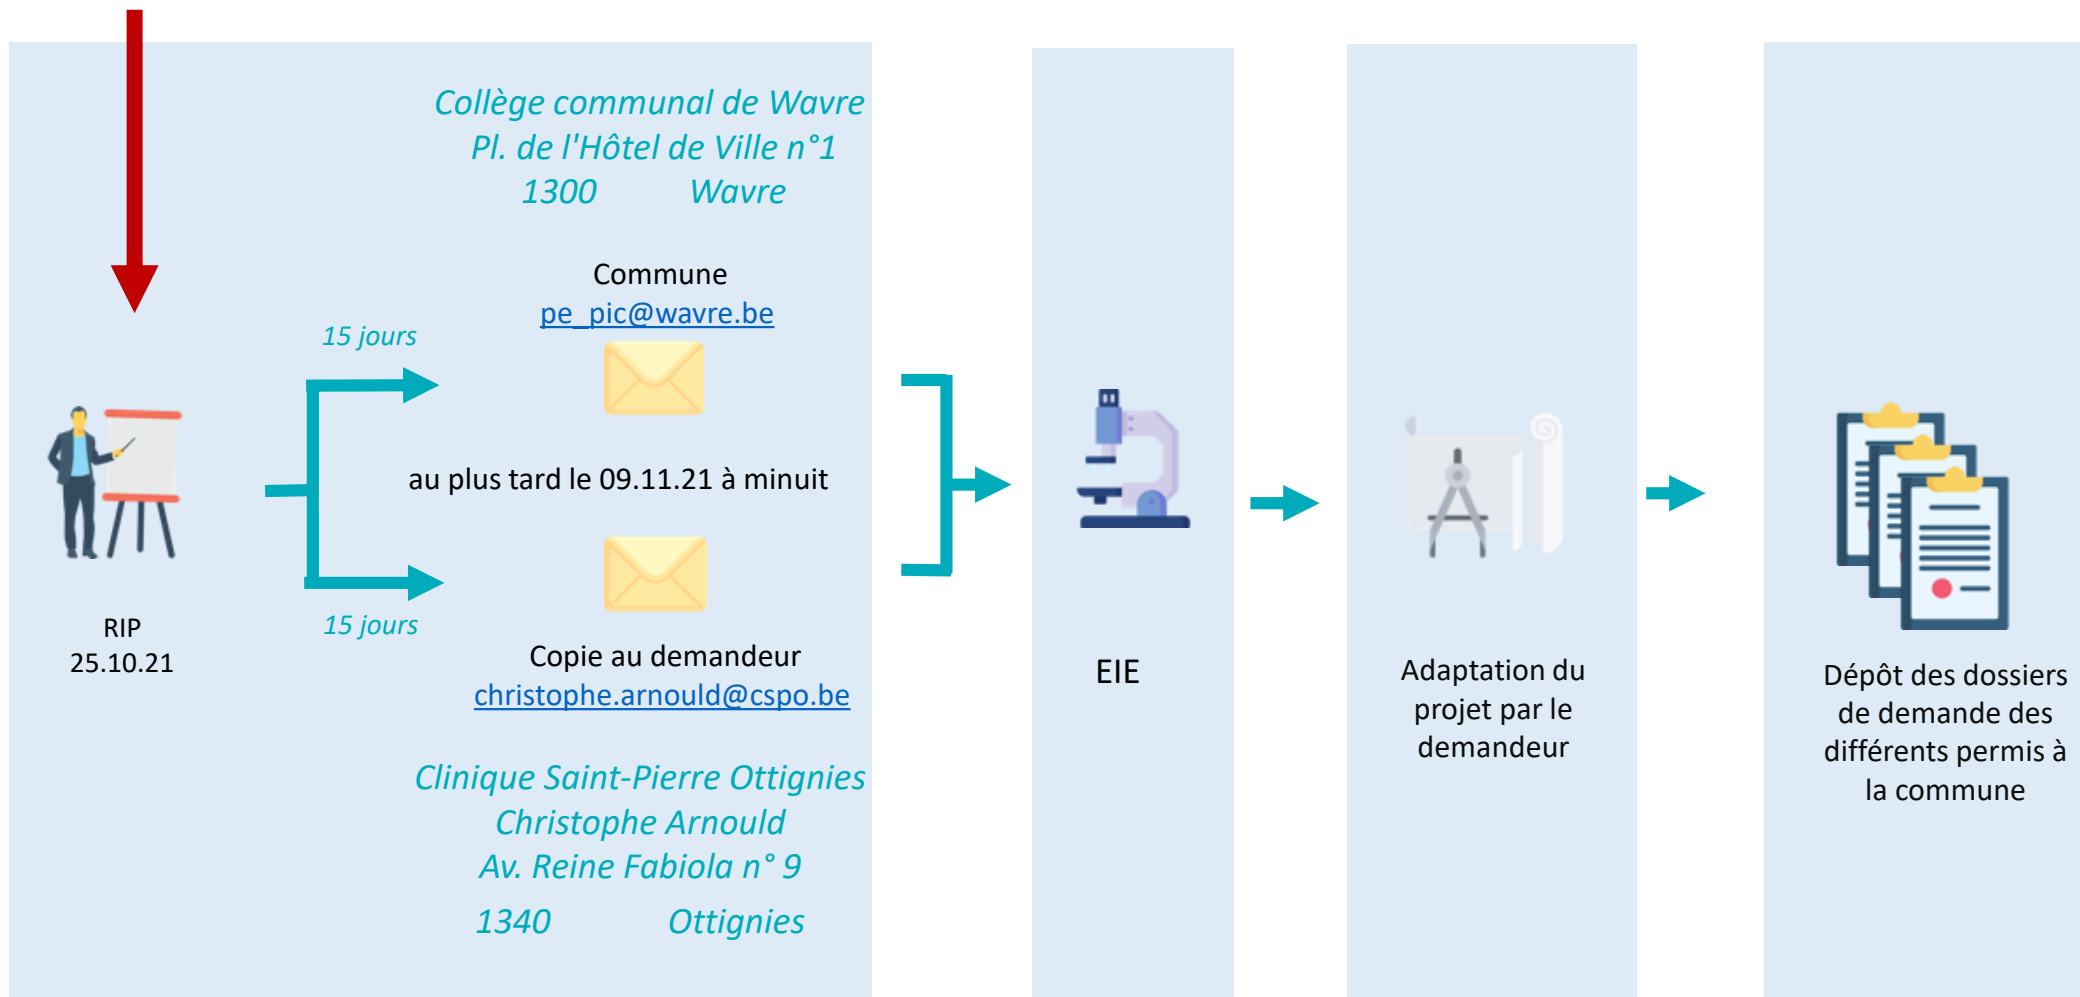 Collège communal de Wavre
Pl. de l'Hôtel de Ville n°1
1300 Wavre
Commune
pe_pic@wavre.be
15 jours
au plus tard le 09.11.21 à minuit
15 jours
RIP
25.10.21
Copie au demandeur
christophe.arnould@cspo.be
Clinique Saint-Pierre Ottignies
Christophe Arnould
Av. Reine Fabiola n° 9
1340 Ottignies
EIE
Adaptation du
projet par le
demandeur
Dépôt des dossiers
de demande des
différents permis à
la commune